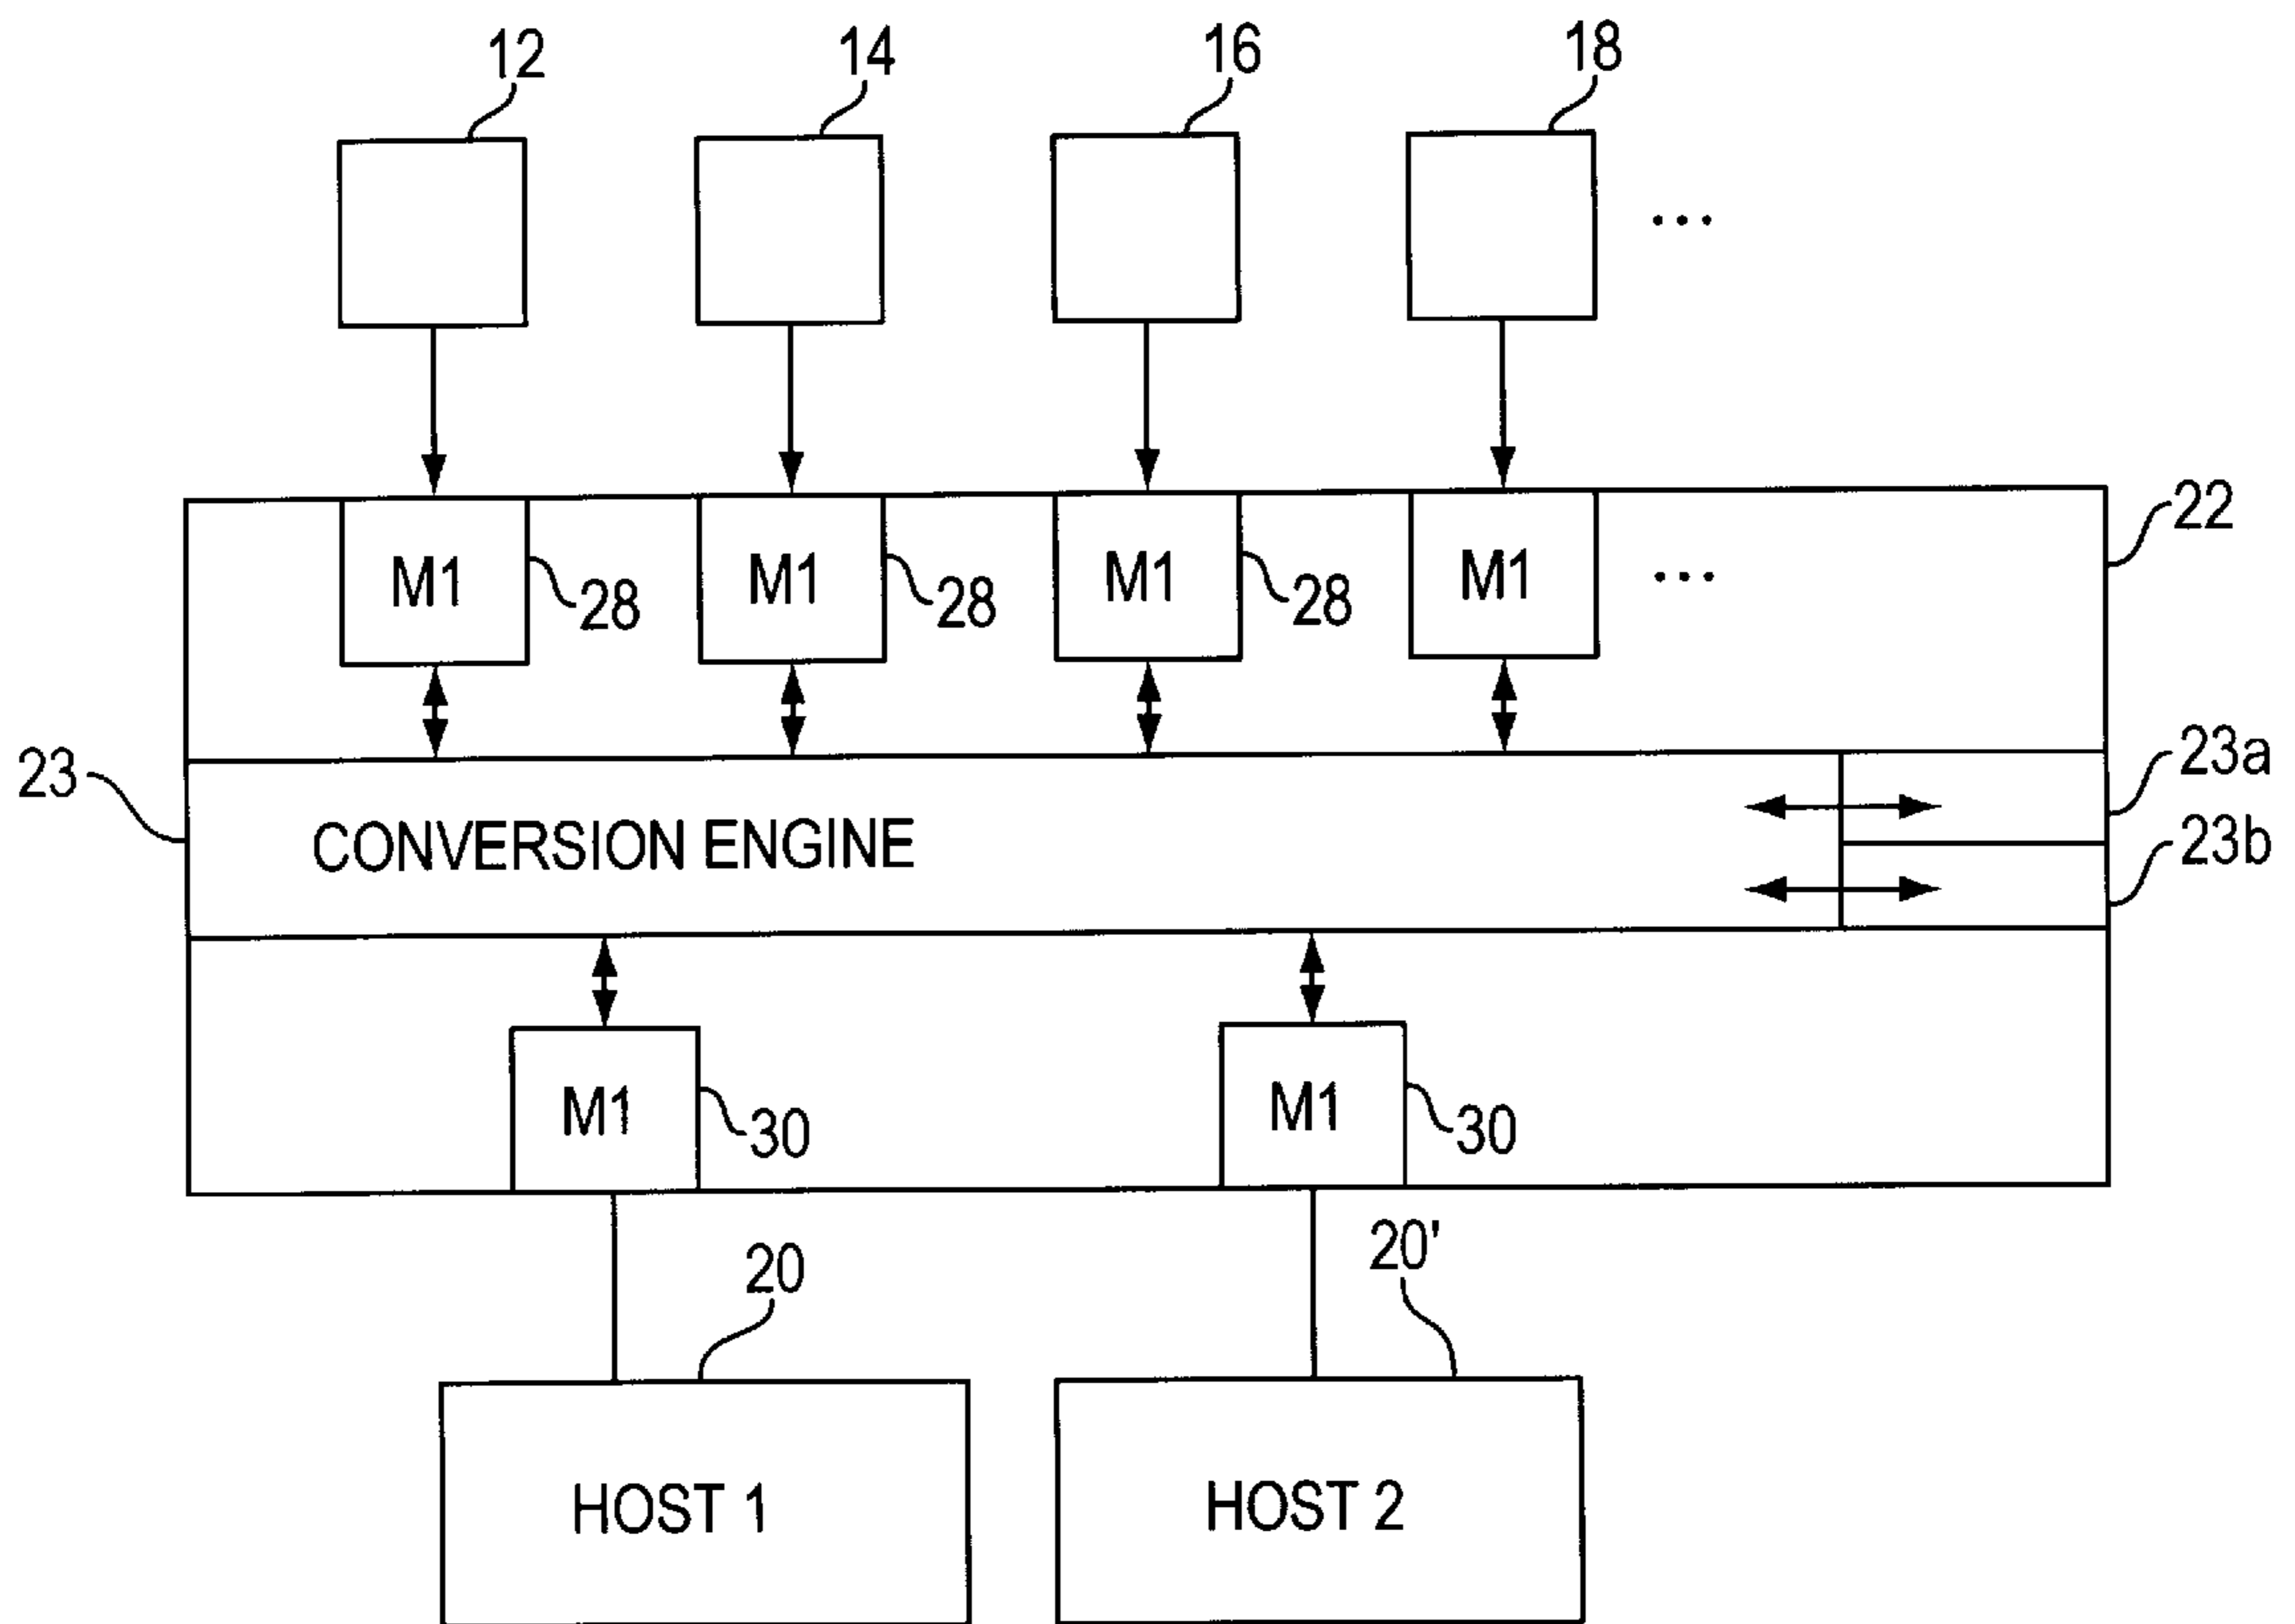 12 14 16 18
...
22
M1 28 M1 28 M1 28 M1 ...
23 23a
CONVERSION ENGINE
23b
M1 30 M1 30
20 20'
HOST 1 HOST 2